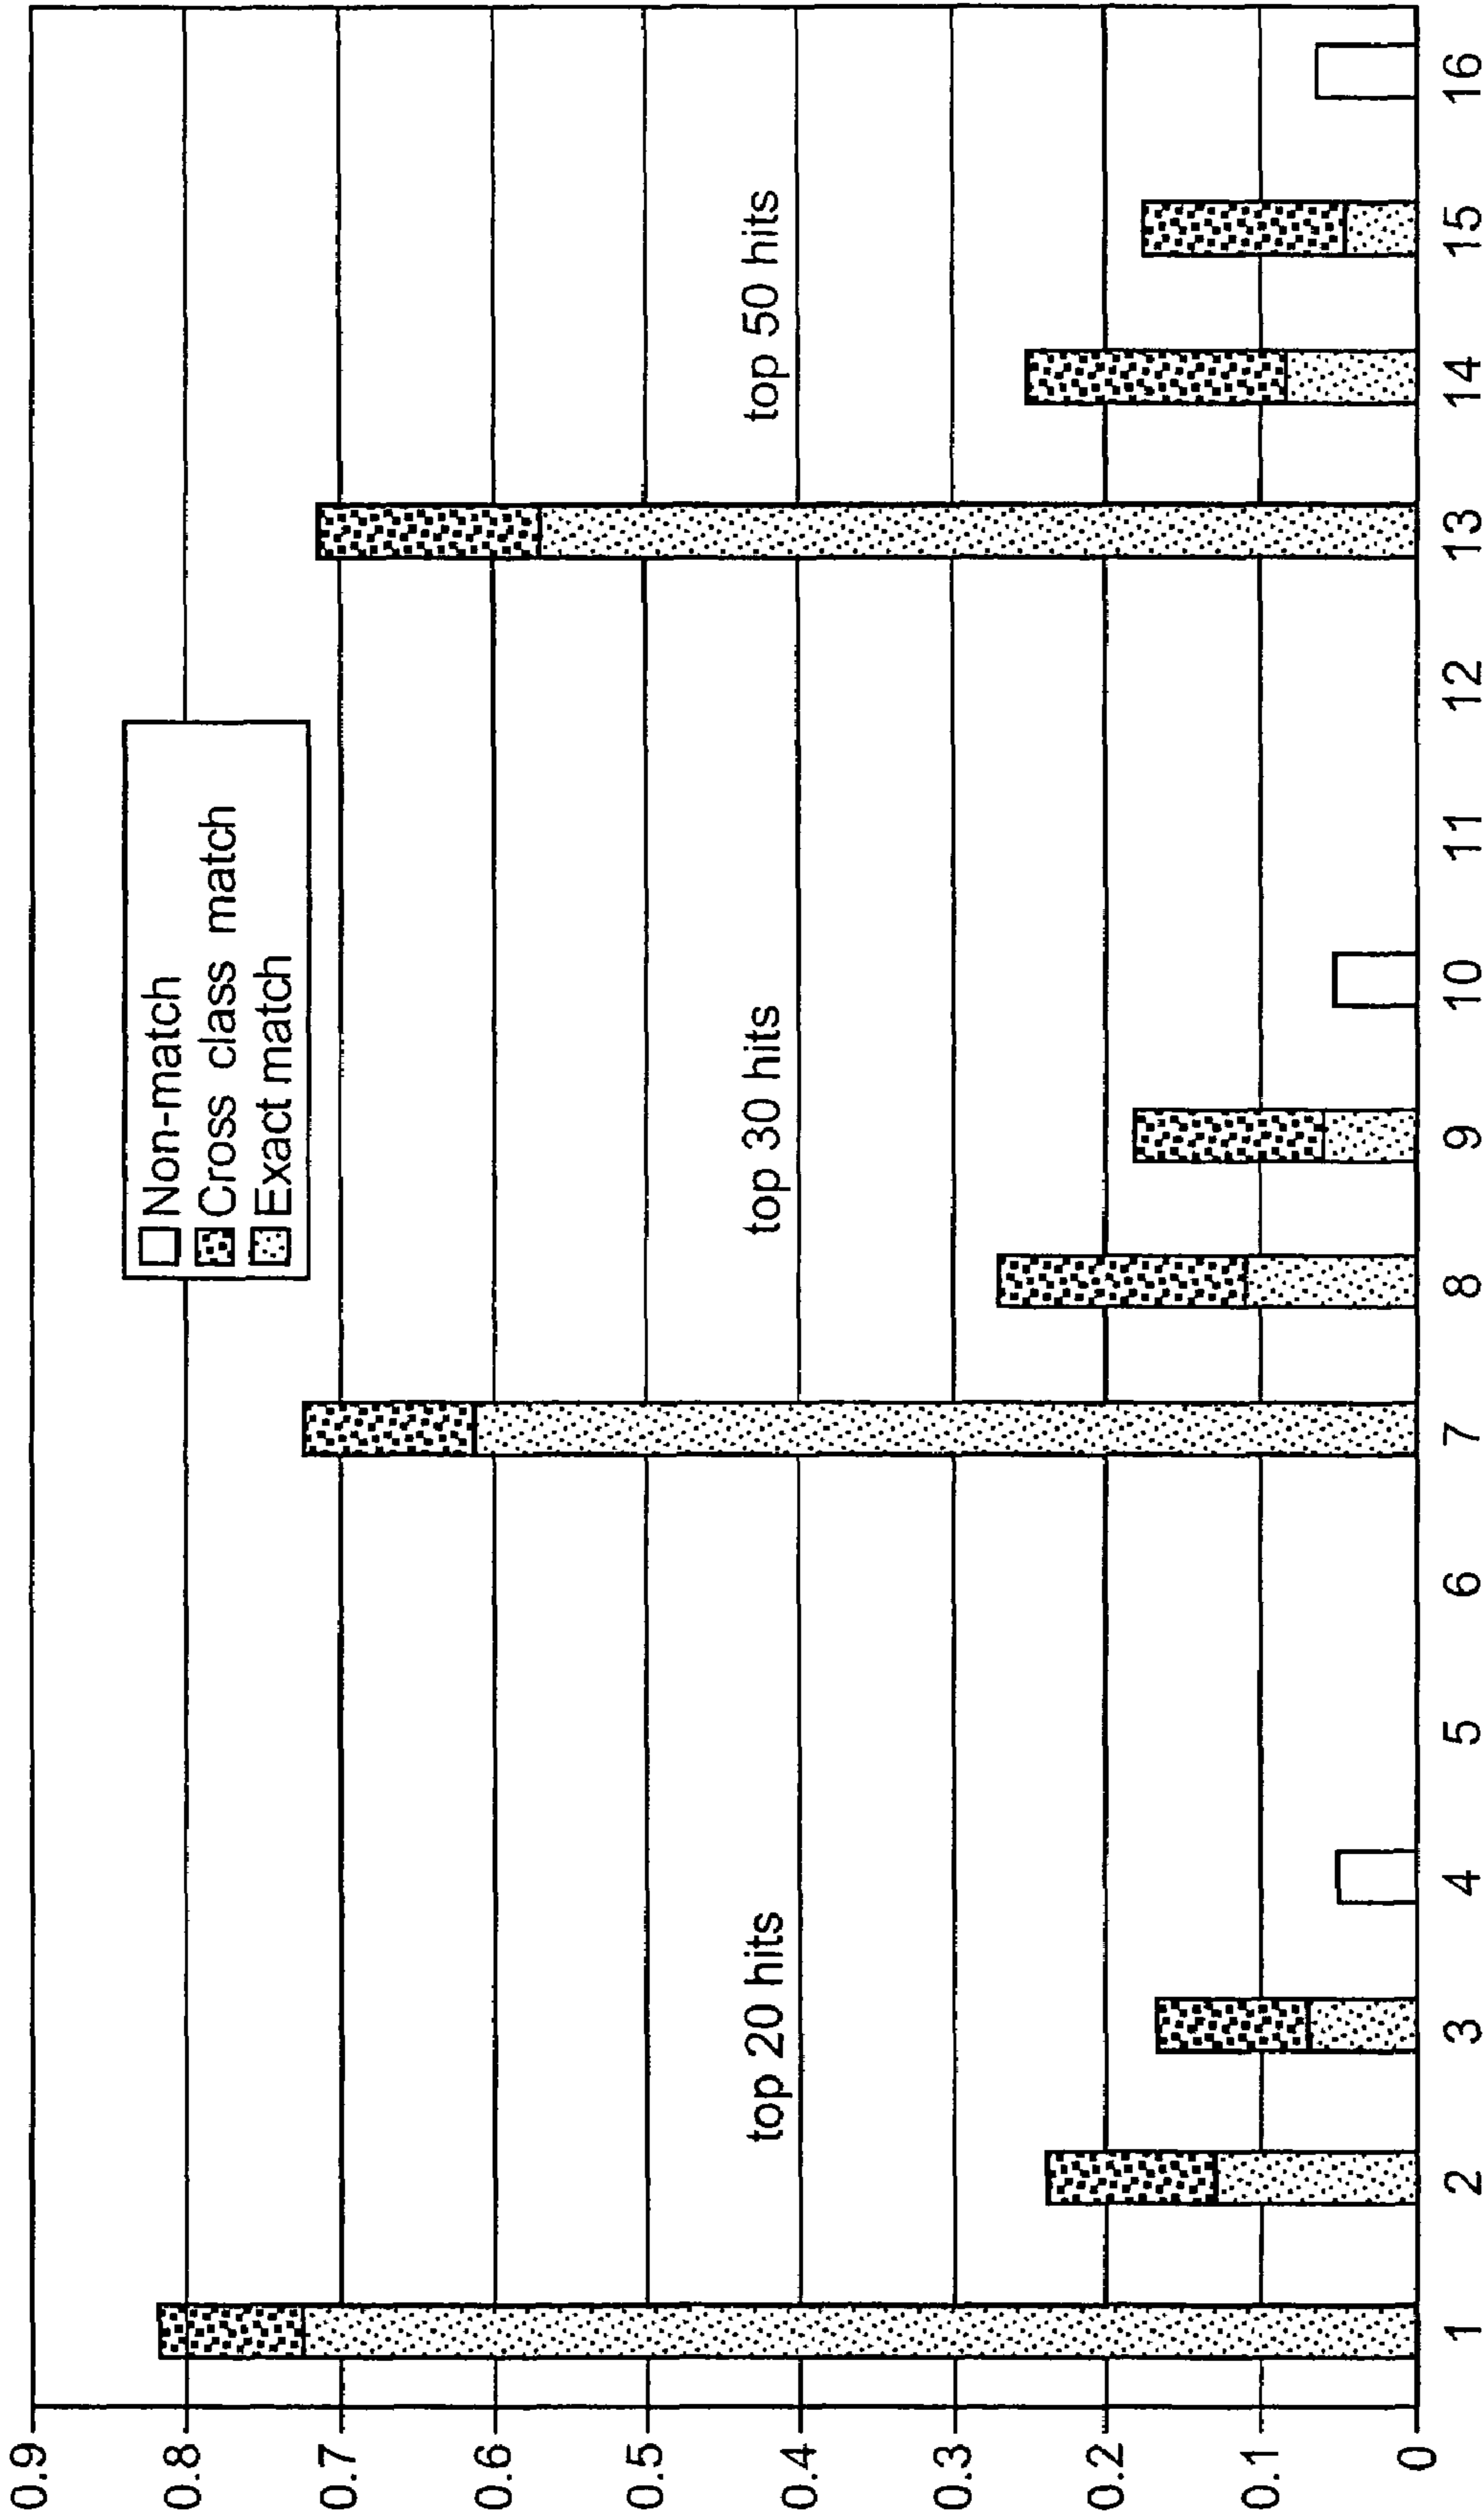 0.9
0.8
0.7
0.6
0.5
0.4
0.3
0.2
0.1
0
Non-match
Cross class match
Exact match
top 20 hits
top 30 hits
top 50 hits
1 2 3 4 5 6 7 8 9 10 11 12 13 14 15 16